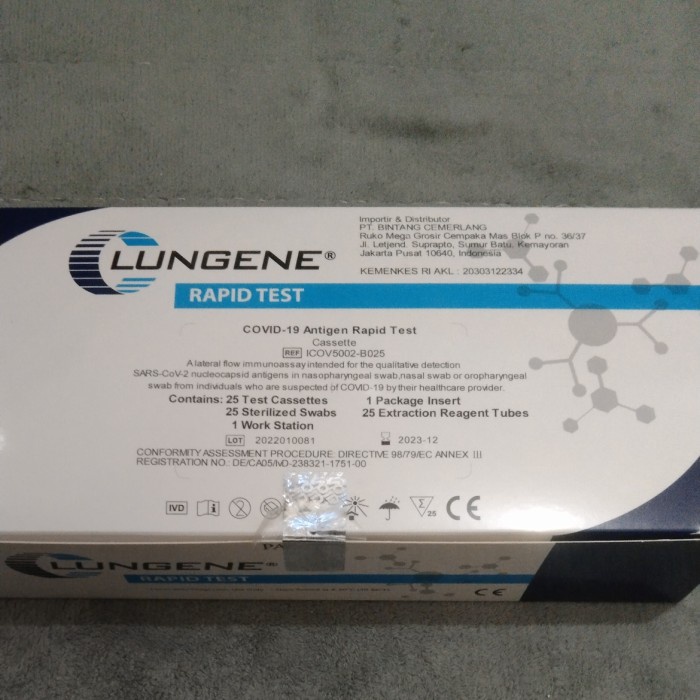 LUNGENE®
RAPID TEST
Importir & Distributor
PT. BINTANG CEMERLANG
Ruko Mega Grosir Cempaka Mas Blok P no. 36/37
Jl. Letjend. Suprapto, Sumur Batu, Kemayoran
Jakarta Pusat 10640, Indonesia
KEMENKES RI AKL : 20303122334
COVID-19 Antigen Rapid Test
Cassette
REF ICOV5002-B025
A lateral flow immunoassay intended for the qualitative detection
SARS-CoV-2 nucleocapsid antigens in nasopharyngeal swab,nasal swab or oropharyngeal
swab from individuals who are suspected of COVID-19 by their healthcare provider.
Contains: 25 Test Cassettes 1 Package Insert
25 Sterilized Swabs 25 Extraction Reagent Tubes
1 Work Station
LOT 2022010081 2023-12
CONFORMITY ASSESSMENT PROCEDURE: DIRECTIVE 98/79/EC ANNEX III
REGISTRATION NO.: DE/CA05/IvD-238321-1751-00
IVD i 2 Σ 25 CE
LUNGENE®
RAPID TEST
CE